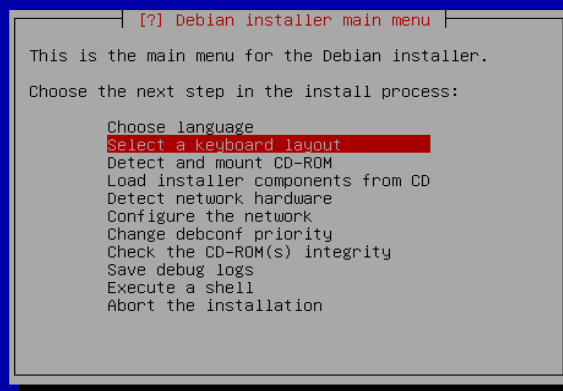 [?] Debian installer main menu
This is the main menu for the Debian installer.
Choose the next step in the install process:
Choose language
Select a keyboard layout
Detect and mount CD-ROM
Load installer components from CD
Detect network hardware
Configure the network
Change debconf priority
Check the CD-ROM(s) integrity
Save debug logs
Execute a shell
Abort the installation